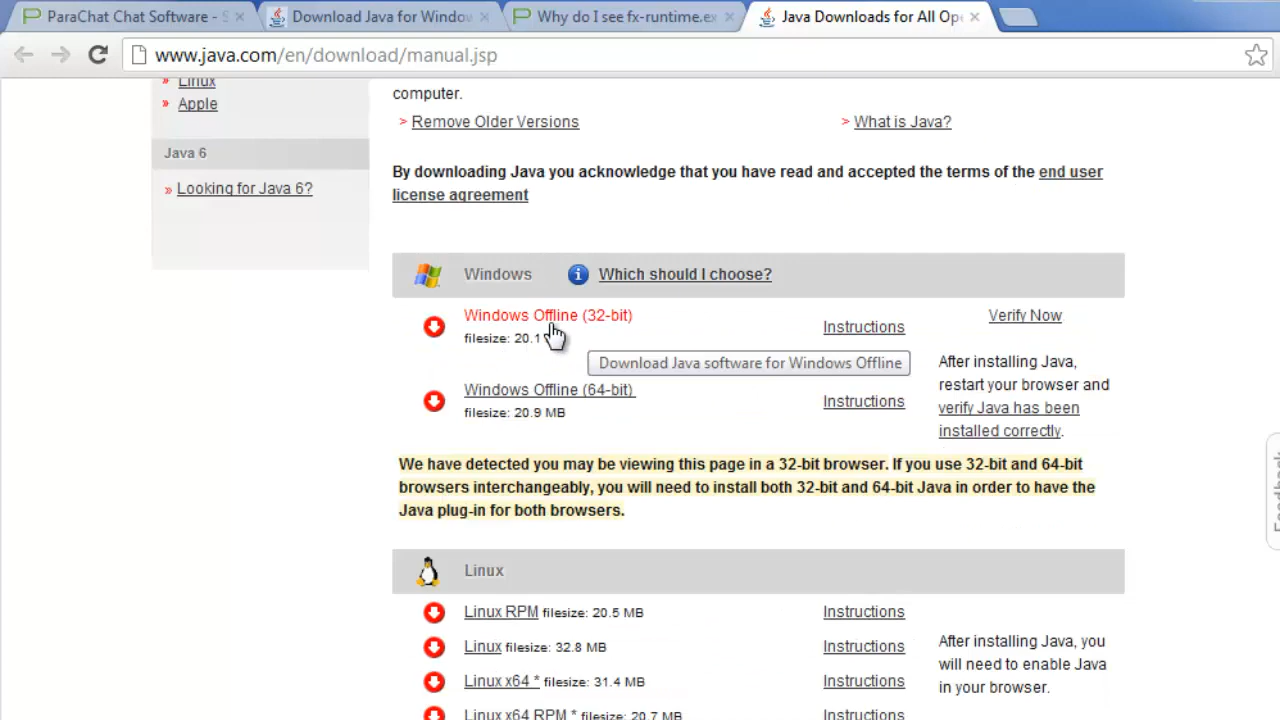 ParaChat Chat Software - S
Download Java for Window
Why do I see fx-runtime.ex
Java Downloads for All Op
www.java.com/en/download/manual.jsp
» Linux
» Apple
Java 6
» Looking for Java 6?
computer.
> Remove Older Versions
> What is Java?
By downloading Java you acknowledge that you have read and accepted the terms of the end user
license agreement
Windows
Which should I choose?
Windows Offline (32-bit)
filesize: 20.1
Instructions
Verify Now
Download Java software for Windows Offline
Windows Offline (64-bit)
filesize: 20.9 MB
Instructions
After installing Java,
restart your browser and
verify Java has been
installed correctly.
We have detected you may be viewing this page in a 32-bit browser. If you use 32-bit and 64-bit
browsers interchangeably, you will need to install both 32-bit and 64-bit Java in order to have the
Java plug-in for both browsers.
Linux
Linux RPM filesize: 20.5 MB
Instructions
Linux filesize: 32.8 MB
Instructions
Linux x64 * filesize: 31.4 MB
Instructions
Linux x64 RPM * filesize: 20.7 MB
Instructions
After installing Java, you
will need to enable Java
in your browser.
Feedback